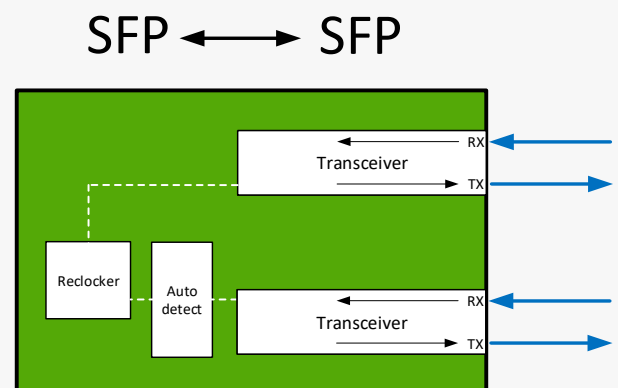 SFP SFP
RX
Transceiver
TX
Reclocker
Auto
detect
RX
Transceiver
TX